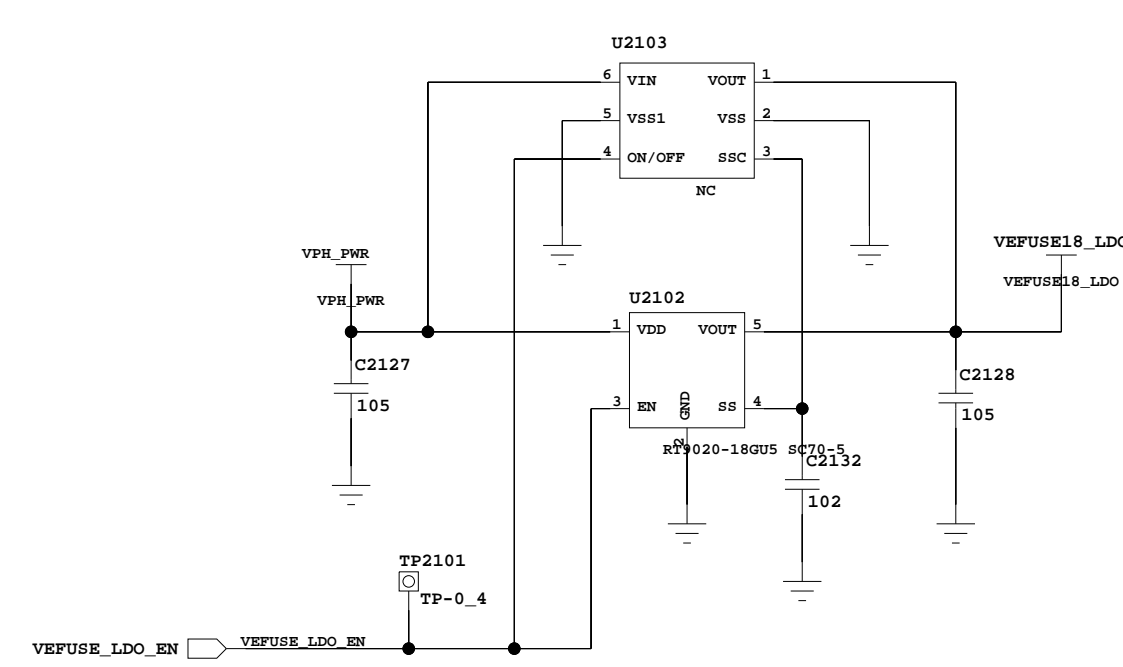 U2103
6 VIN VOUT 1
5 VSS1 VSS 2
4 ON/OFF SSC 3
NC
VPH_PWR
VPH_PWR
VEFUSE18_LDO
VEFUSE18_LDO
U2102
1 VDD VOUT 5
3 EN GND SS 4
2
RT9020-18GU5 SC70-5
C2127
105
C2128
105
C2132
102
TP2101
TP-0_4
VEFUSE_LDO_EN
VEFUSE_LDO_EN